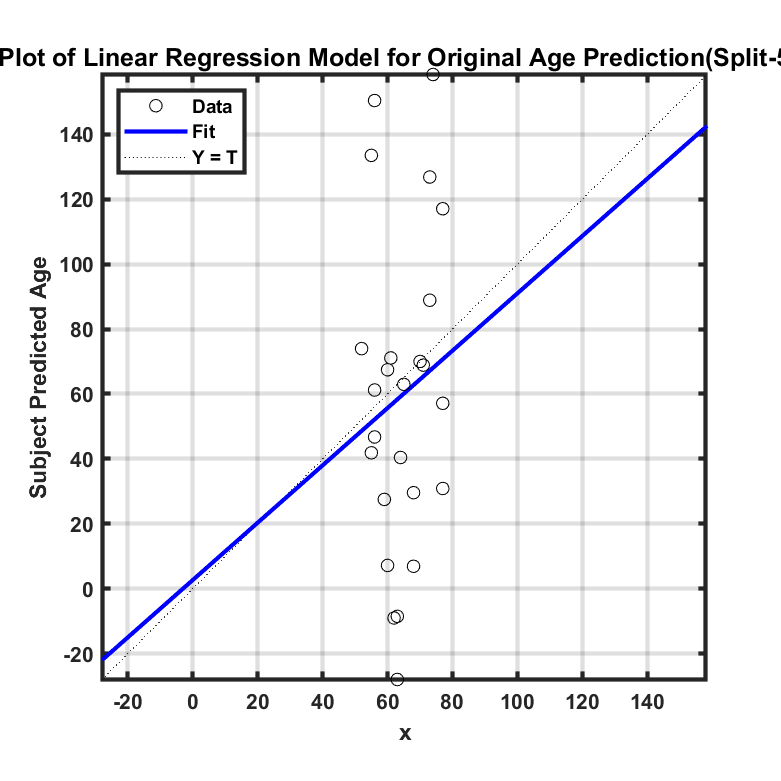 Plot of Linear Regression Model for Original Age Prediction(Split-5
Data
Fit
Y = T
140
120
100
80
60
40
20
0
-20
Subject Predicted Age
-20 0 20 40 60 80 100 120 140
x